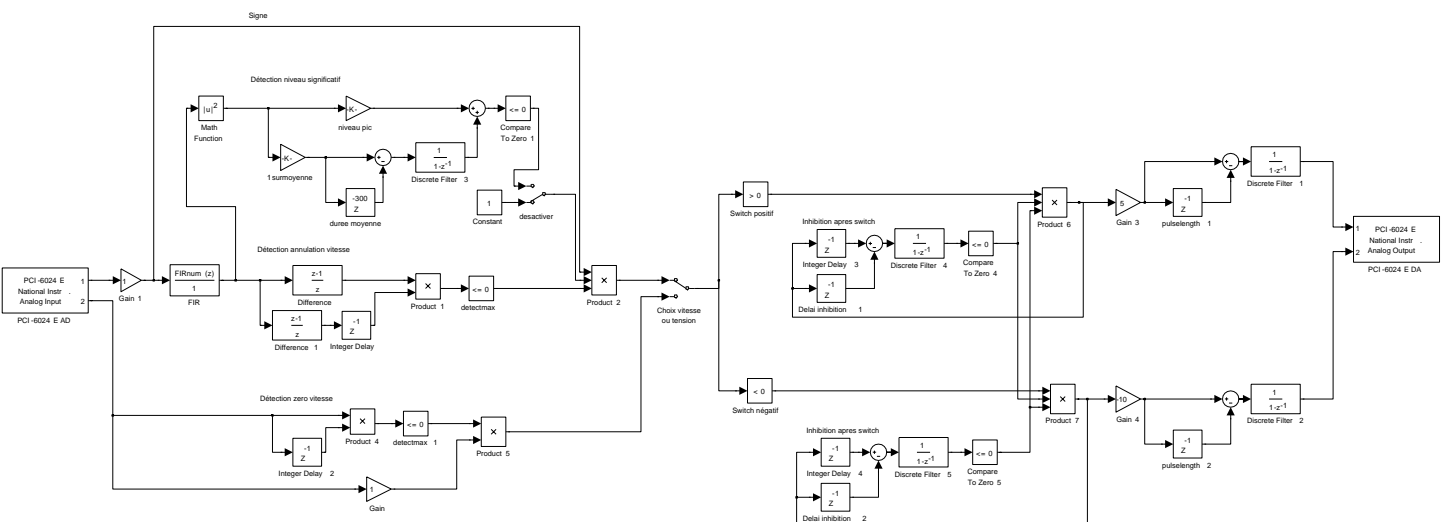 Signe
Détection niveau significatif
|u|2
Math
Function
-K-
niveau pic
<= 0
Compare
To Zero 1
-K-
1surmoyenne
1
1-z-1
Discrete Filter 3
-300
Z
duree moyenne
1
Constant
desactiver
Détection annulation vitesse
PCI -6024 E
National Instr .
Analog Input
1
2
PCI -6024 E AD
1
Gain 1
FIRnum (z)
1
FIR
z-1
z
Difference
z-1
z
Difference 1
-1
Z
Integer Delay
×
Product 1
<= 0
detectmax
×
Product 2
Choix vitesse
ou tension
Détection zero vitesse
-1
Z
Integer Delay 2
×
Product 4
<= 0
detectmax 1
×
Product 5
1
Gain
> 0
Switch positif
< 0
Switch négatif
Inhibition apres switch
-1
Z
Integer Delay 3
-1
Z
Delai inhibition 1
1
1-z-1
Discrete Filter 4
<= 0
Compare
To Zero 4
×
Product 6
5
Gain 3
-1
Z
pulselength 1
1
1-z-1
Discrete Filter 1
PCI -6024 E
National Instr .
Analog Output
1
2
PCI -6024 E DA
×
Product 7
-10
Gain 4
-1
Z
pulselength 2
1
1-z-1
Discrete Filter 2
Inhibition apres switch
-1
Z
Integer Delay 4
-1
Z
Delai inhibition 2
1
1-z-1
Discrete Filter 5
<= 0
Compare
To Zero 5